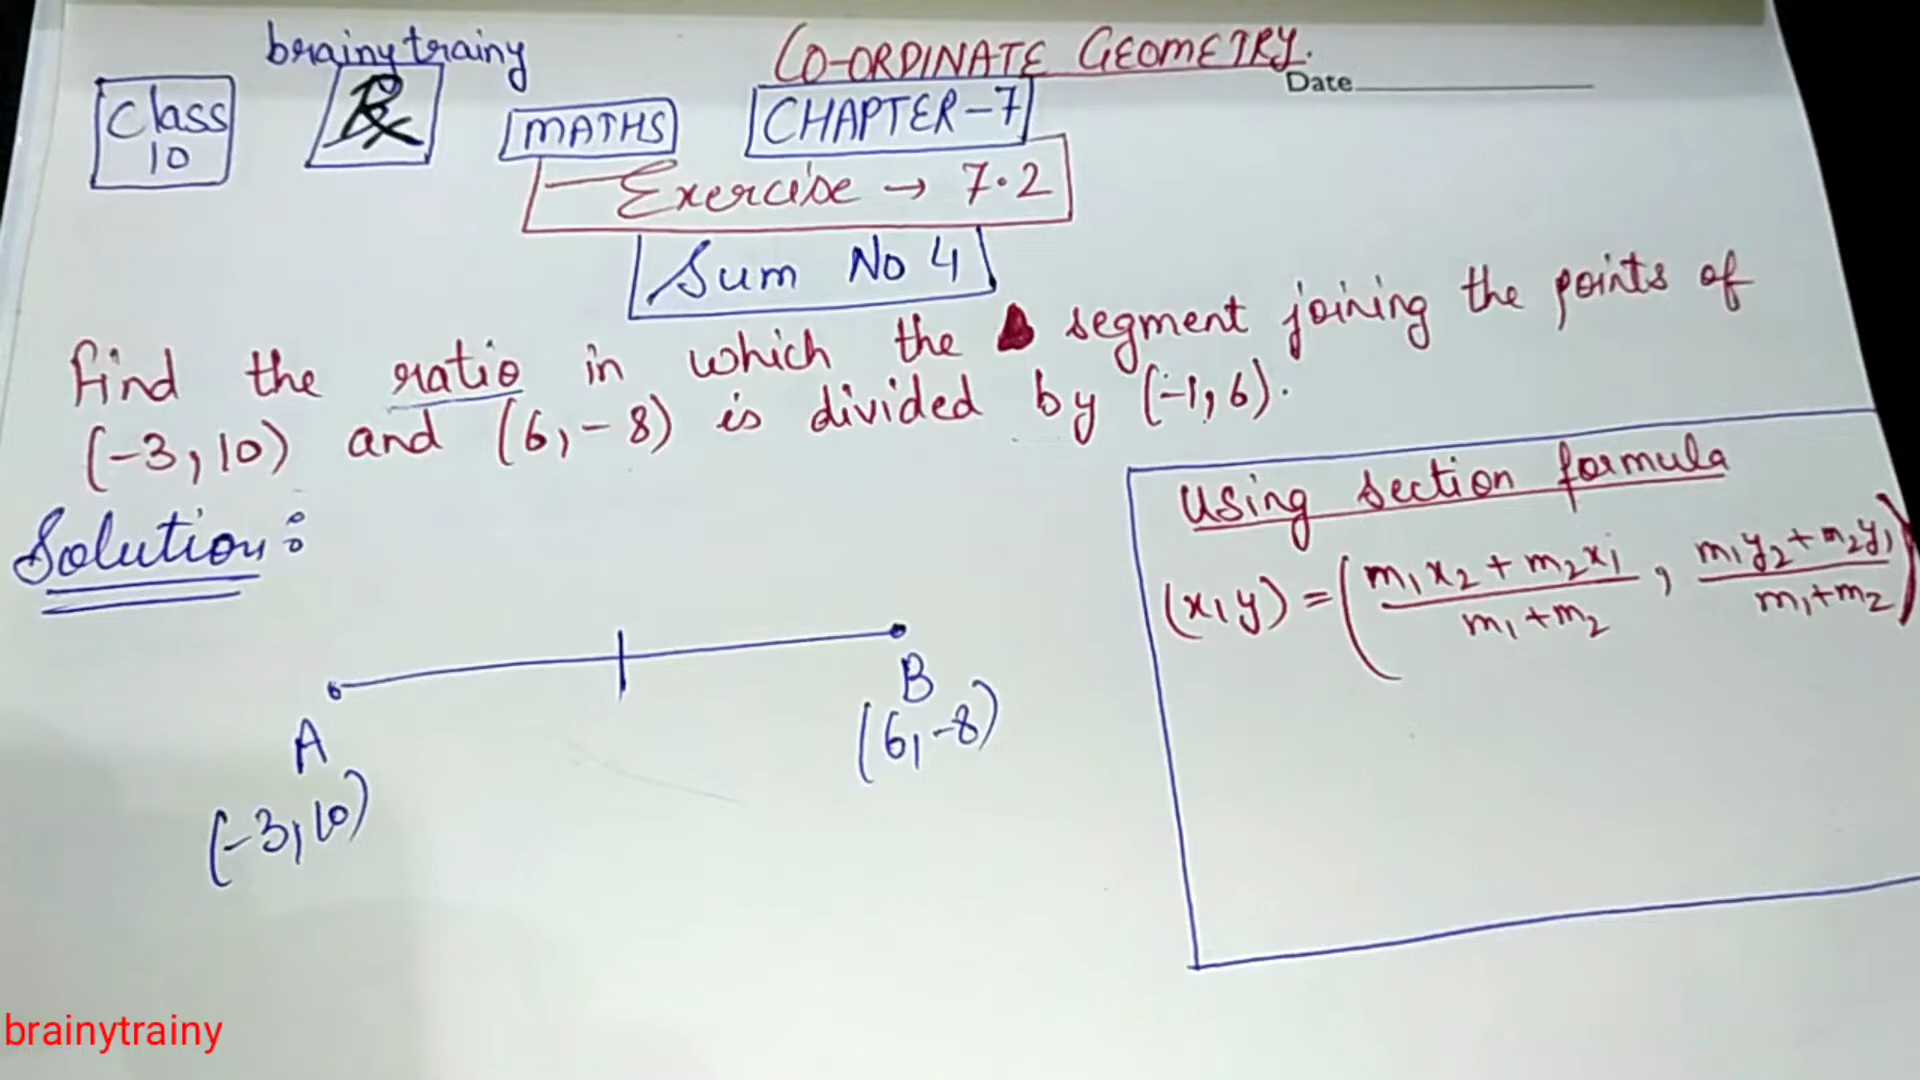 brainy trainy
CO-ORDINATE GEOMETRY.
Date
Class
10
MATHS
CHAPTER-7
Exercise → 7.2
Sum No 4
Find the ratio in which the segment joining the points of
(-3, 10) and (6, -8) is divided by (-1, 6).
Solution:
Using section formula
(x, y) = (m₁x₂ + m₂x₁ / m₁ + m₂, m₁y₂ + m₂y₁ / m₁ + m₂)
A
(-3, 10)
B
(6, -8)
brainytrainy